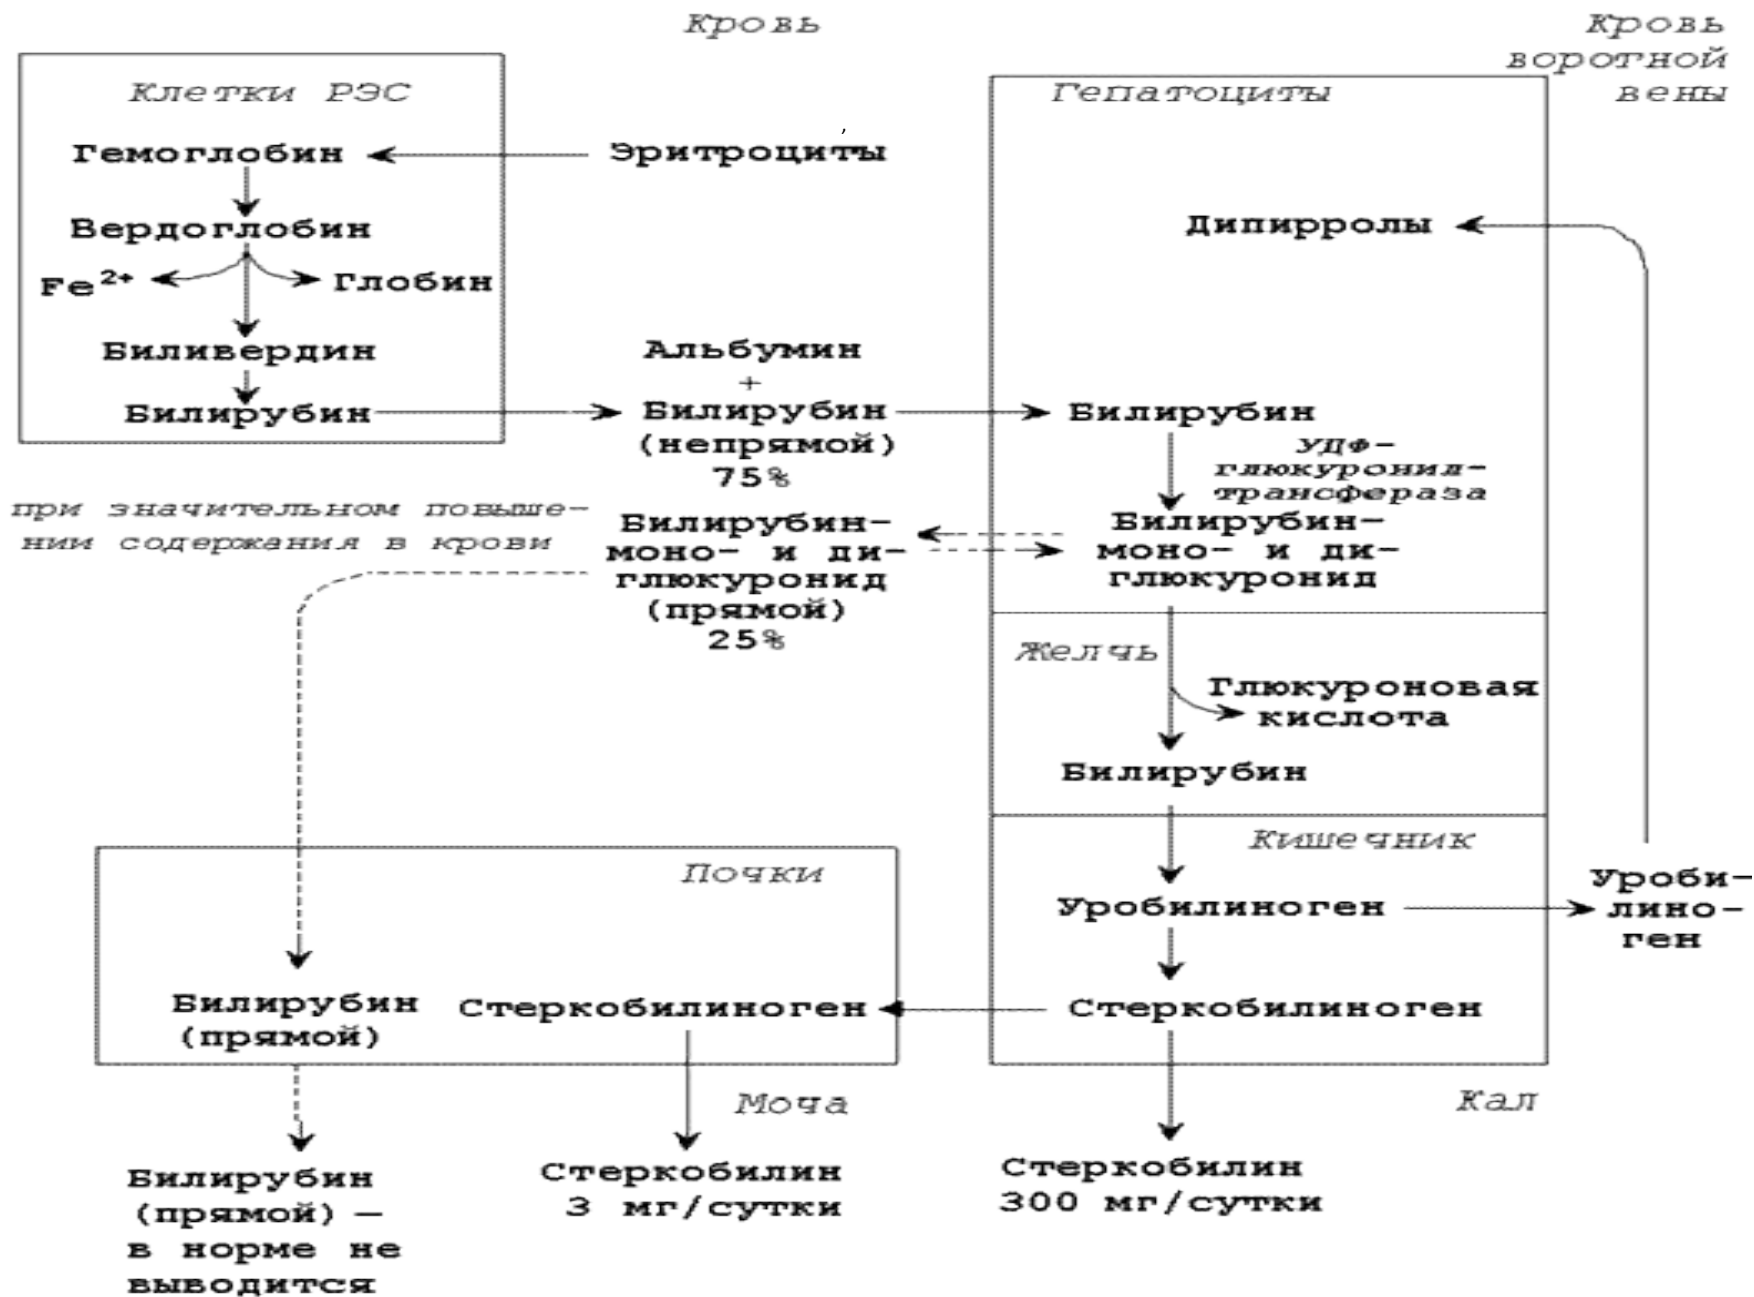 Кровь
Кровь
воротной
вены
Клетки РЭС
Гепатоциты
Гемоглобин
Эритроциты
,
Вердоглобин
Дипирролы
Fe²⁺
Глобин
Биливердин
Альбумин
+
Билирубин
Билирубин
(непрямой)
75%
Билирубин
УДФ-
глюкуронил-
трансфераза
при значительном повыше-
нии содержания в крови
Билирубин-
моно- и ди-
глюкуронид
(прямой)
25%
Билирубин-
моно- и ди-
глюкуронид
Желчь
Глюкуроновая
кислота
Билирубин
Кишечник
Почки
Уробилиноген
Уроби-
лино-
ген
Билирубин
(прямой)
Стеркобилиноген
Стеркобилиноген
Моча
Кал
Билирубин
(прямой) —
в норме не
выводится
Стеркобилин
3 мг/сутки
Стеркобилин
300 мг/сутки